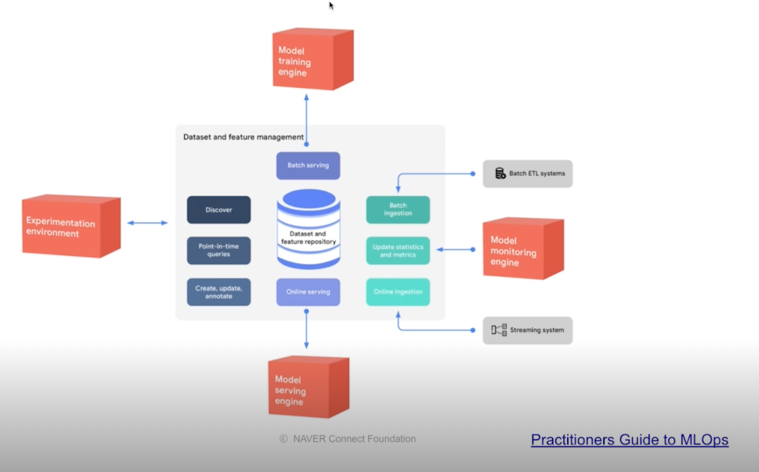 Model
training
engine
Dataset and feature management
Batch serving
Batch ETL systems
Discover
Batch
ingestion
Experimentation
environment
Dataset and
feature repository
Point-in-time
queries
Update statistics
and metrics
Model
monitoring
engine
Create, update,
annotate
Online serving
Online ingestion
Streaming system
Model
serving
engine
© NAVER Connect Foundation
Practitioners Guide to MLOps